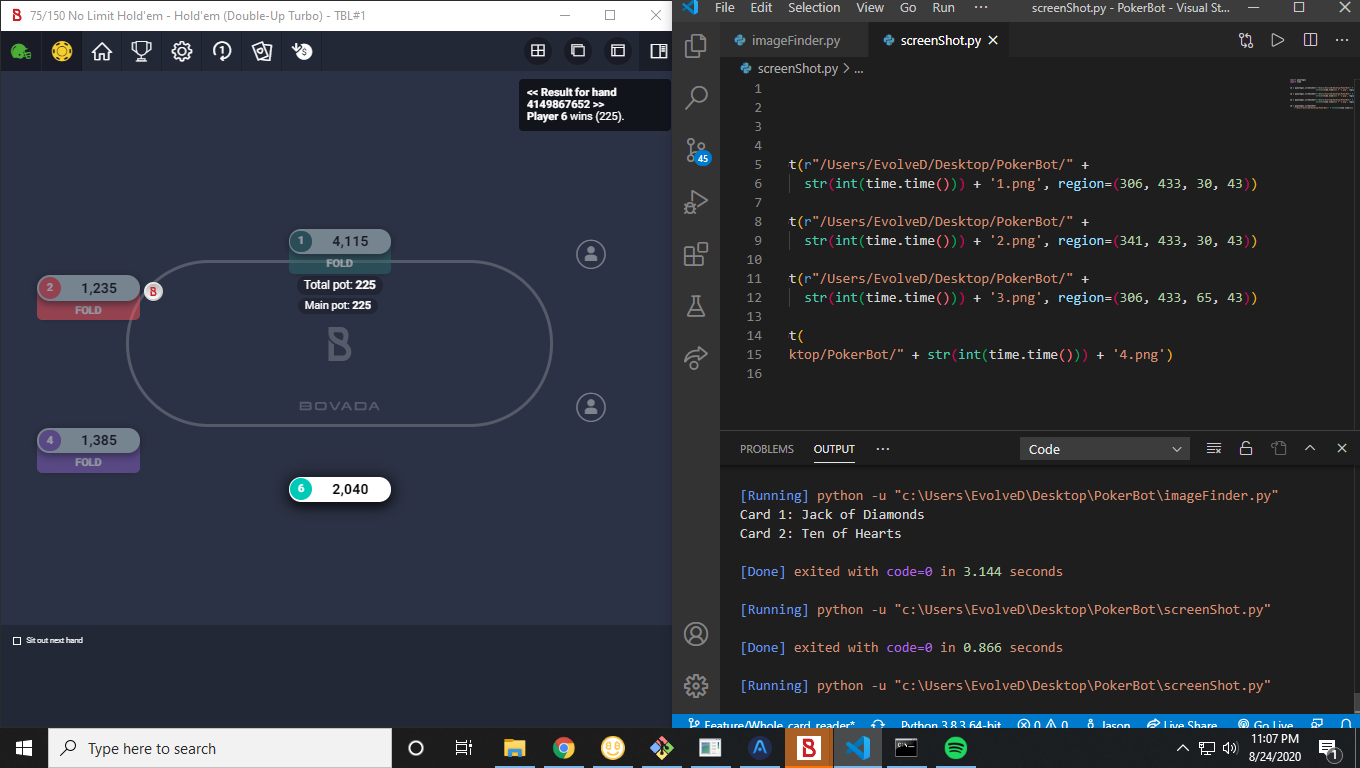 75/150 No Limit Hold'em - Hold'em (Double-Up Turbo) - TBL#1
<< Result for hand
4149867652 >>
Player 6 wins (225).
1 4,115
FOLD
Total pot: 225
Main pot: 225
2 1,235
FOLD
B
B
BOVADA
4 1,385
FOLD
6 2,040
Sit out next hand
File Edit Selection View Go Run ··· screenShot.py - PokerBot - Visual St...
imageFinder.py screenShot.py
screenShot.py > ...
45
1
2
3
4
5 t(r"/Users/EvolveD/Desktop/PokerBot/" +
6 str(int(time.time())) + '1.png', region=(306, 433, 30, 43))
7
8 t(r"/Users/EvolveD/Desktop/PokerBot/" +
9 str(int(time.time())) + '2.png', region=(341, 433, 30, 43))
10
11 t(r"/Users/EvolveD/Desktop/PokerBot/" +
12 str(int(time.time())) + '3.png', region=(306, 433, 65, 43))
13
14 t(
15 ktop/PokerBot/" + str(int(time.time())) + '4.png')
16
PROBLEMS OUTPUT ··· Code
[Running] python -u "c:\Users\EvolveD\Desktop\PokerBot\imageFinder.py"
Card 1: Jack of Diamonds
Card 2: Ten of Hearts
[Done] exited with code=0 in 3.144 seconds
[Running] python -u "c:\Users\EvolveD\Desktop\PokerBot\screenShot.py"
[Done] exited with code=0 in 0.866 seconds
[Running] python -u "c:\Users\EvolveD\Desktop\PokerBot\screenShot.py"
Feature/Whole_card_reader* Python 3.8.3 64-bit 0 0 Jason Live Share Go Live
Type here to search
11:07 PM
8/24/2020
1